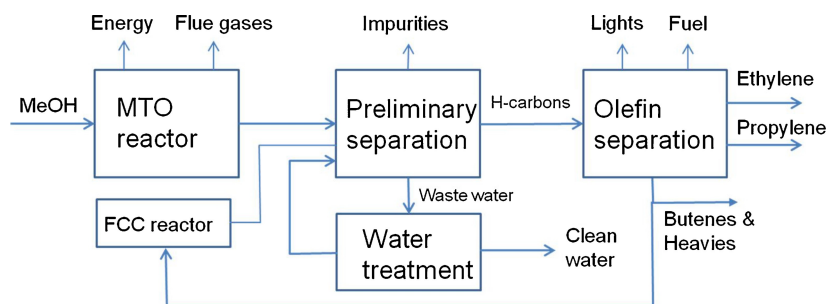 Energy
Flue gases
Impurities
Lights
Fuel
MeOH
MTO
reactor
Preliminary
separation
H-carbons
Olefin
separation
Ethylene
Propylene
Waste water
FCC reactor
Water
treatment
Clean
water
Butenes &
Heavies